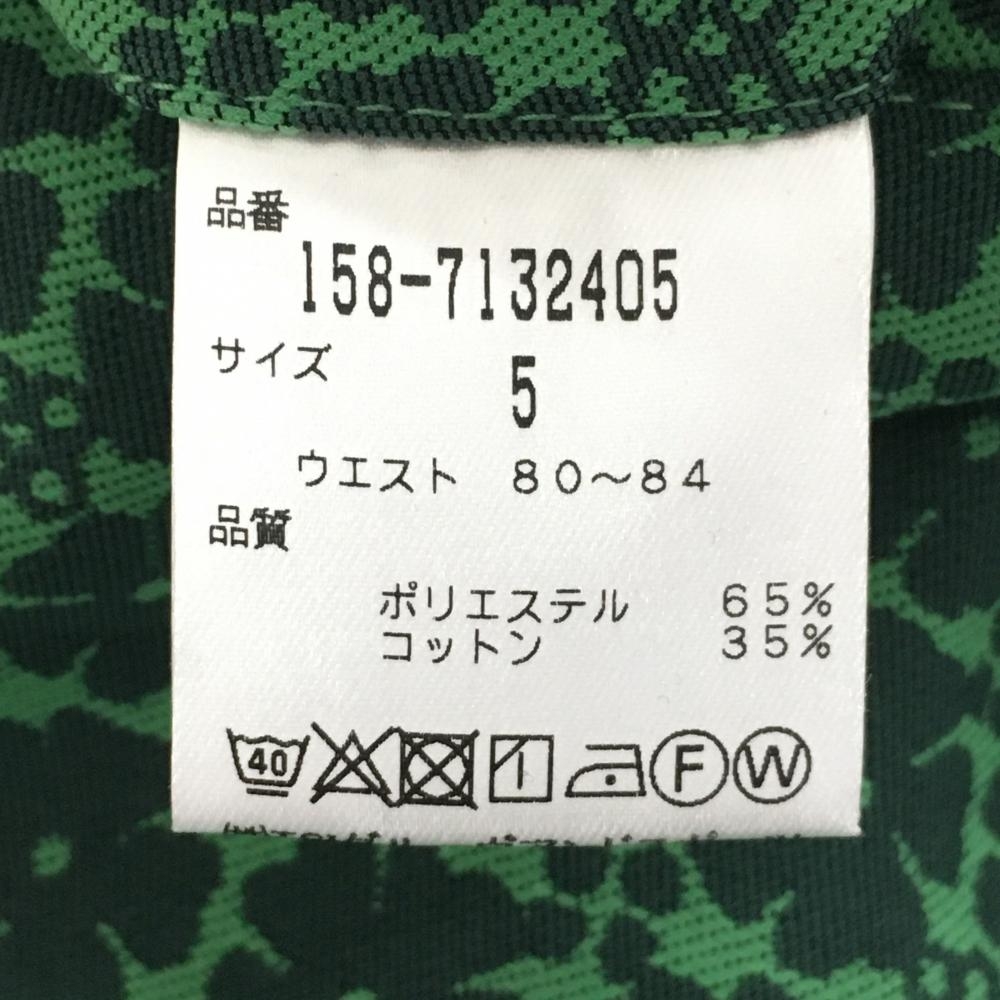 品番
158-7132405
サイズ
5
ウエスト 80〜84
品質
ポリエステル 65%
コットン 35%
40 F W